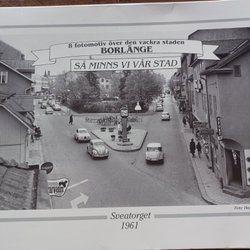 8 fotomotiv över den vackra staden
BORLÄNGE
SÅ MINNS VI VÅR STAD
Sveatorget
1961